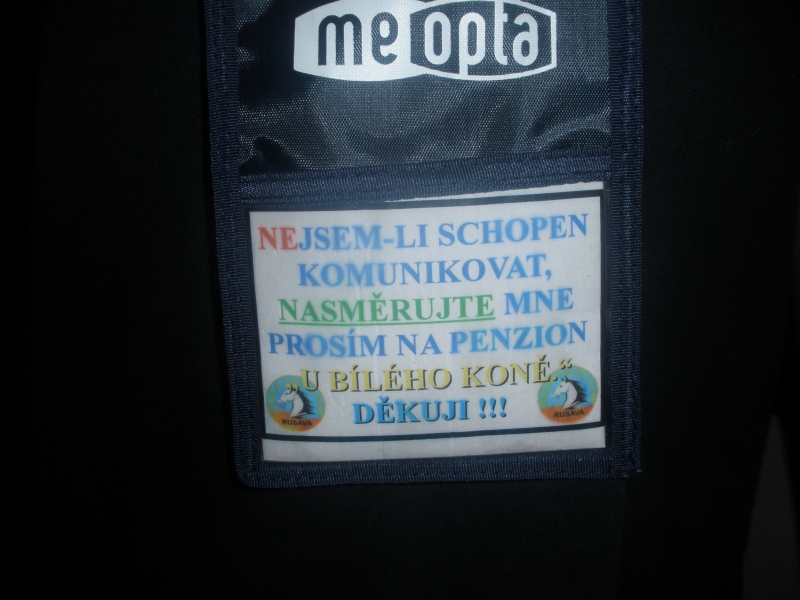 meopta
NEJSEM-LI SCHOPEN
KOMUNIKOVAT,
NASMĚRUJTE MNE
PROSÍM NA PENZION
„U BÍLÉHO KONĚ.“
DĚKUJI !!!
RUSAVA
RUSAVA